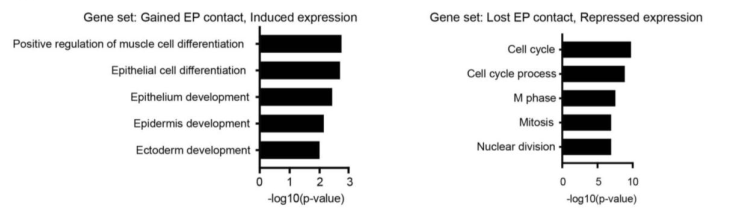 Gene set: Gained EP contact, Induced expression
Positive regulation of muscle cell differentiation
Epithelial cell differentiation
Epithelium development
Epidermis development
Ectoderm development
0 1 2 3
-log10(p-value)
Gene set: Lost EP contact, Repressed expression
Cell cycle
Cell cycle process
M phase
Mitosis
Nuclear division
0 5 10
-log10(p-value)